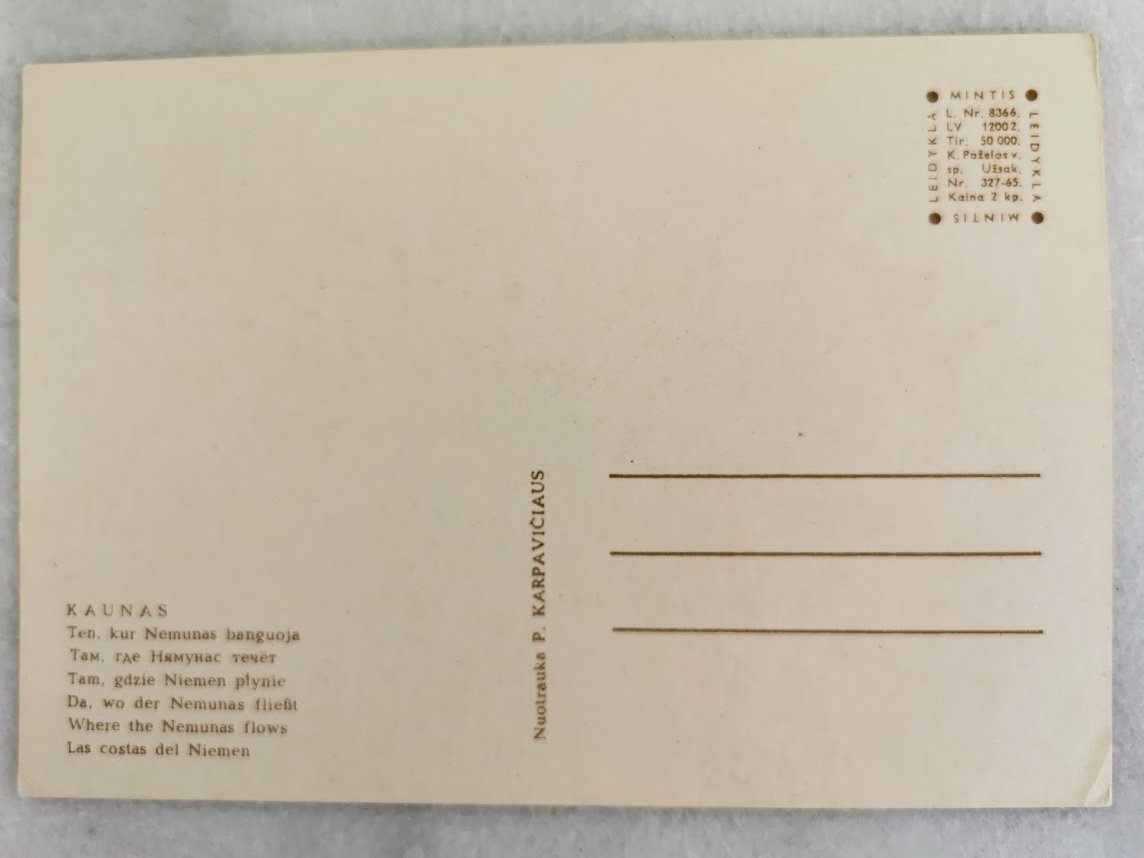 MINTIS
LEIDYKLA
L. Nr. 8366.
LV 12002.
Tir. 50 000.
K. Poželos v.
sp. Užsak.
Nr. 327-65.
Kaina 2 kp.
LEIDYKLA
MINTIS
Nuotrauka P. KARPAVIČIAUS
KAUNAS
Ten, kur Nemunas banguoja
Там, где Нямунас течёт
Tam, gdzie Niemen płynie
Da, wo der Nemunas fließt
Where the Nemunas flows
Las costas del Niemen